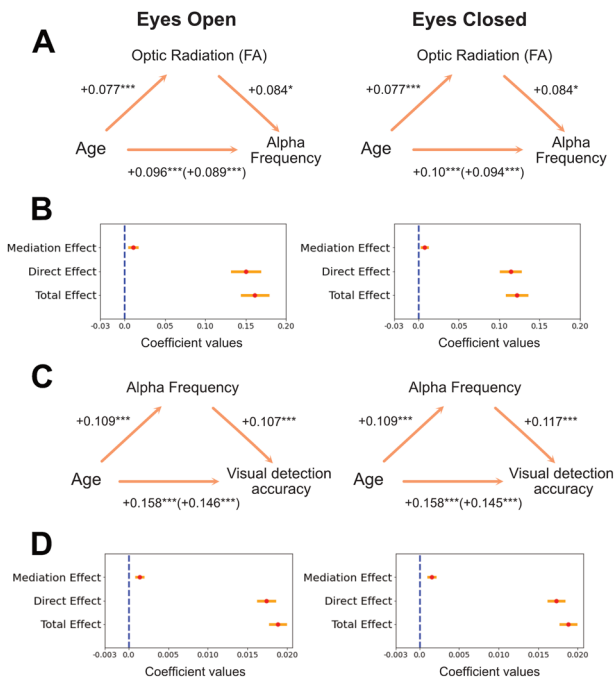 Eyes Open
Eyes Closed
A
Optic Radiation (FA)
+0.077***
+0.084*
Age
Alpha
Frequency
+0.096***(+0.089***)
Optic Radiation (FA)
+0.077***
+0.084*
Age
Alpha
Frequency
+0.10***(+0.094***)
B
Mediation Effect
Direct Effect
Total Effect
-0.03 0.0 0.05 0.10 0.15 0.20
Coefficient values
Mediation Effect
Direct Effect
Total Effect
-0.03 0.0 0.05 0.10 0.15 0.20
Coefficient values
C
Alpha Frequency
+0.109***
+0.107***
Age
Visual detection
accuracy
+0.158***(+0.146***)
Alpha Frequency
+0.109***
+0.117***
Age
Visual detection
accuracy
+0.158***(+0.145***)
D
Mediation Effect
Direct Effect
Total Effect
-0.003 0.0 0.005 0.010 0.015 0.020
Coefficient values
Mediation Effect
Direct Effect
Total Effect
-0.003 0.0 0.005 0.010 0.015 0.020
Coefficient values